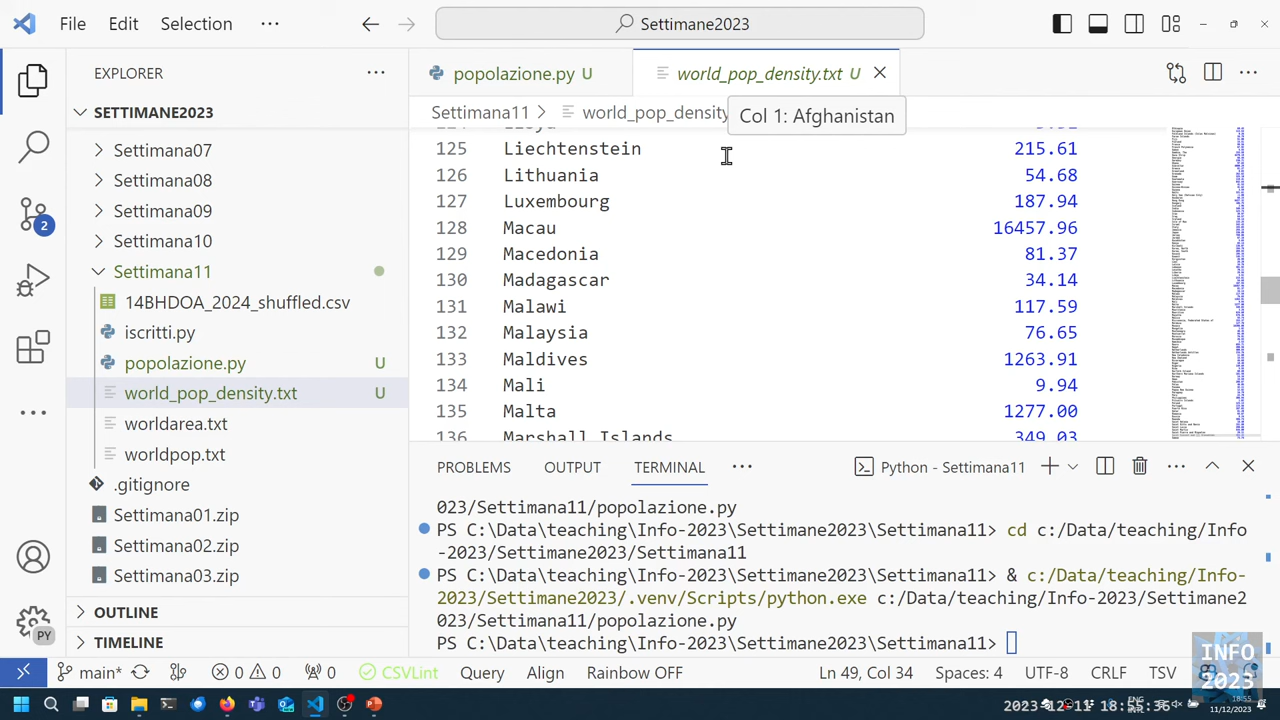 File Edit Selection ··· Settimane2023
EXPLORER ···
SETTIMANE2023
Settimana07
Settimana08
Settimana09
Settimana10
Settimana11
14BHDOA_2024_shuffled.csv
iscritti.py
popolazione.py U
world_pop_density.txt U
worldarea.txt
worldpop.txt
.gitignore
Settimana01.zip
Settimana02.zip
Settimana03.zip
OUTLINE
TIMELINE
2
PY
popolazione.py U world_pop_density.txt U
Settimana11 > world_pop_density
Col 1: Afghanistan
125 Liechtenstein 215.61
126 Lithuania 54.68
127 Luxembourg 187.94
128 Macau 16457.96
129 Macedonia 81.37
130 Madagascar 34.14
131 Malawi 117.59
132 Malaysia 76.65
133 Maldives 1263.91
134 Mali 9.94
135 Malta 1277.00
136 Marshall Islands 349.03
PROBLEMS OUTPUT TERMINAL ··· Python - Settimana11
023/Settimana11/popolazione.py
PS C:\Data\teaching\Info-2023\Settimane2023\Settimana11> cd c:/Data/teaching/Info
-2023/Settimane2023/Settimana11
PS C:\Data\teaching\Info-2023\Settimane2023\Settimana11> & c:/Data/teaching/Info-
2023/Settimane2023/.venv/Scripts/python.exe c:/Data/teaching/Info-2023/Settimane2
023/Settimana11/popolazione.py
PS C:\Data\teaching\Info-2023\Settimane2023\Settimana11>
main* 0 0 0 CSVLint Query Align Rainbow OFF Ln 49, Col 34 Spaces: 4 UTF-8 CRLF TSV
INFO
2023
ENG 18:55
11/12/2023